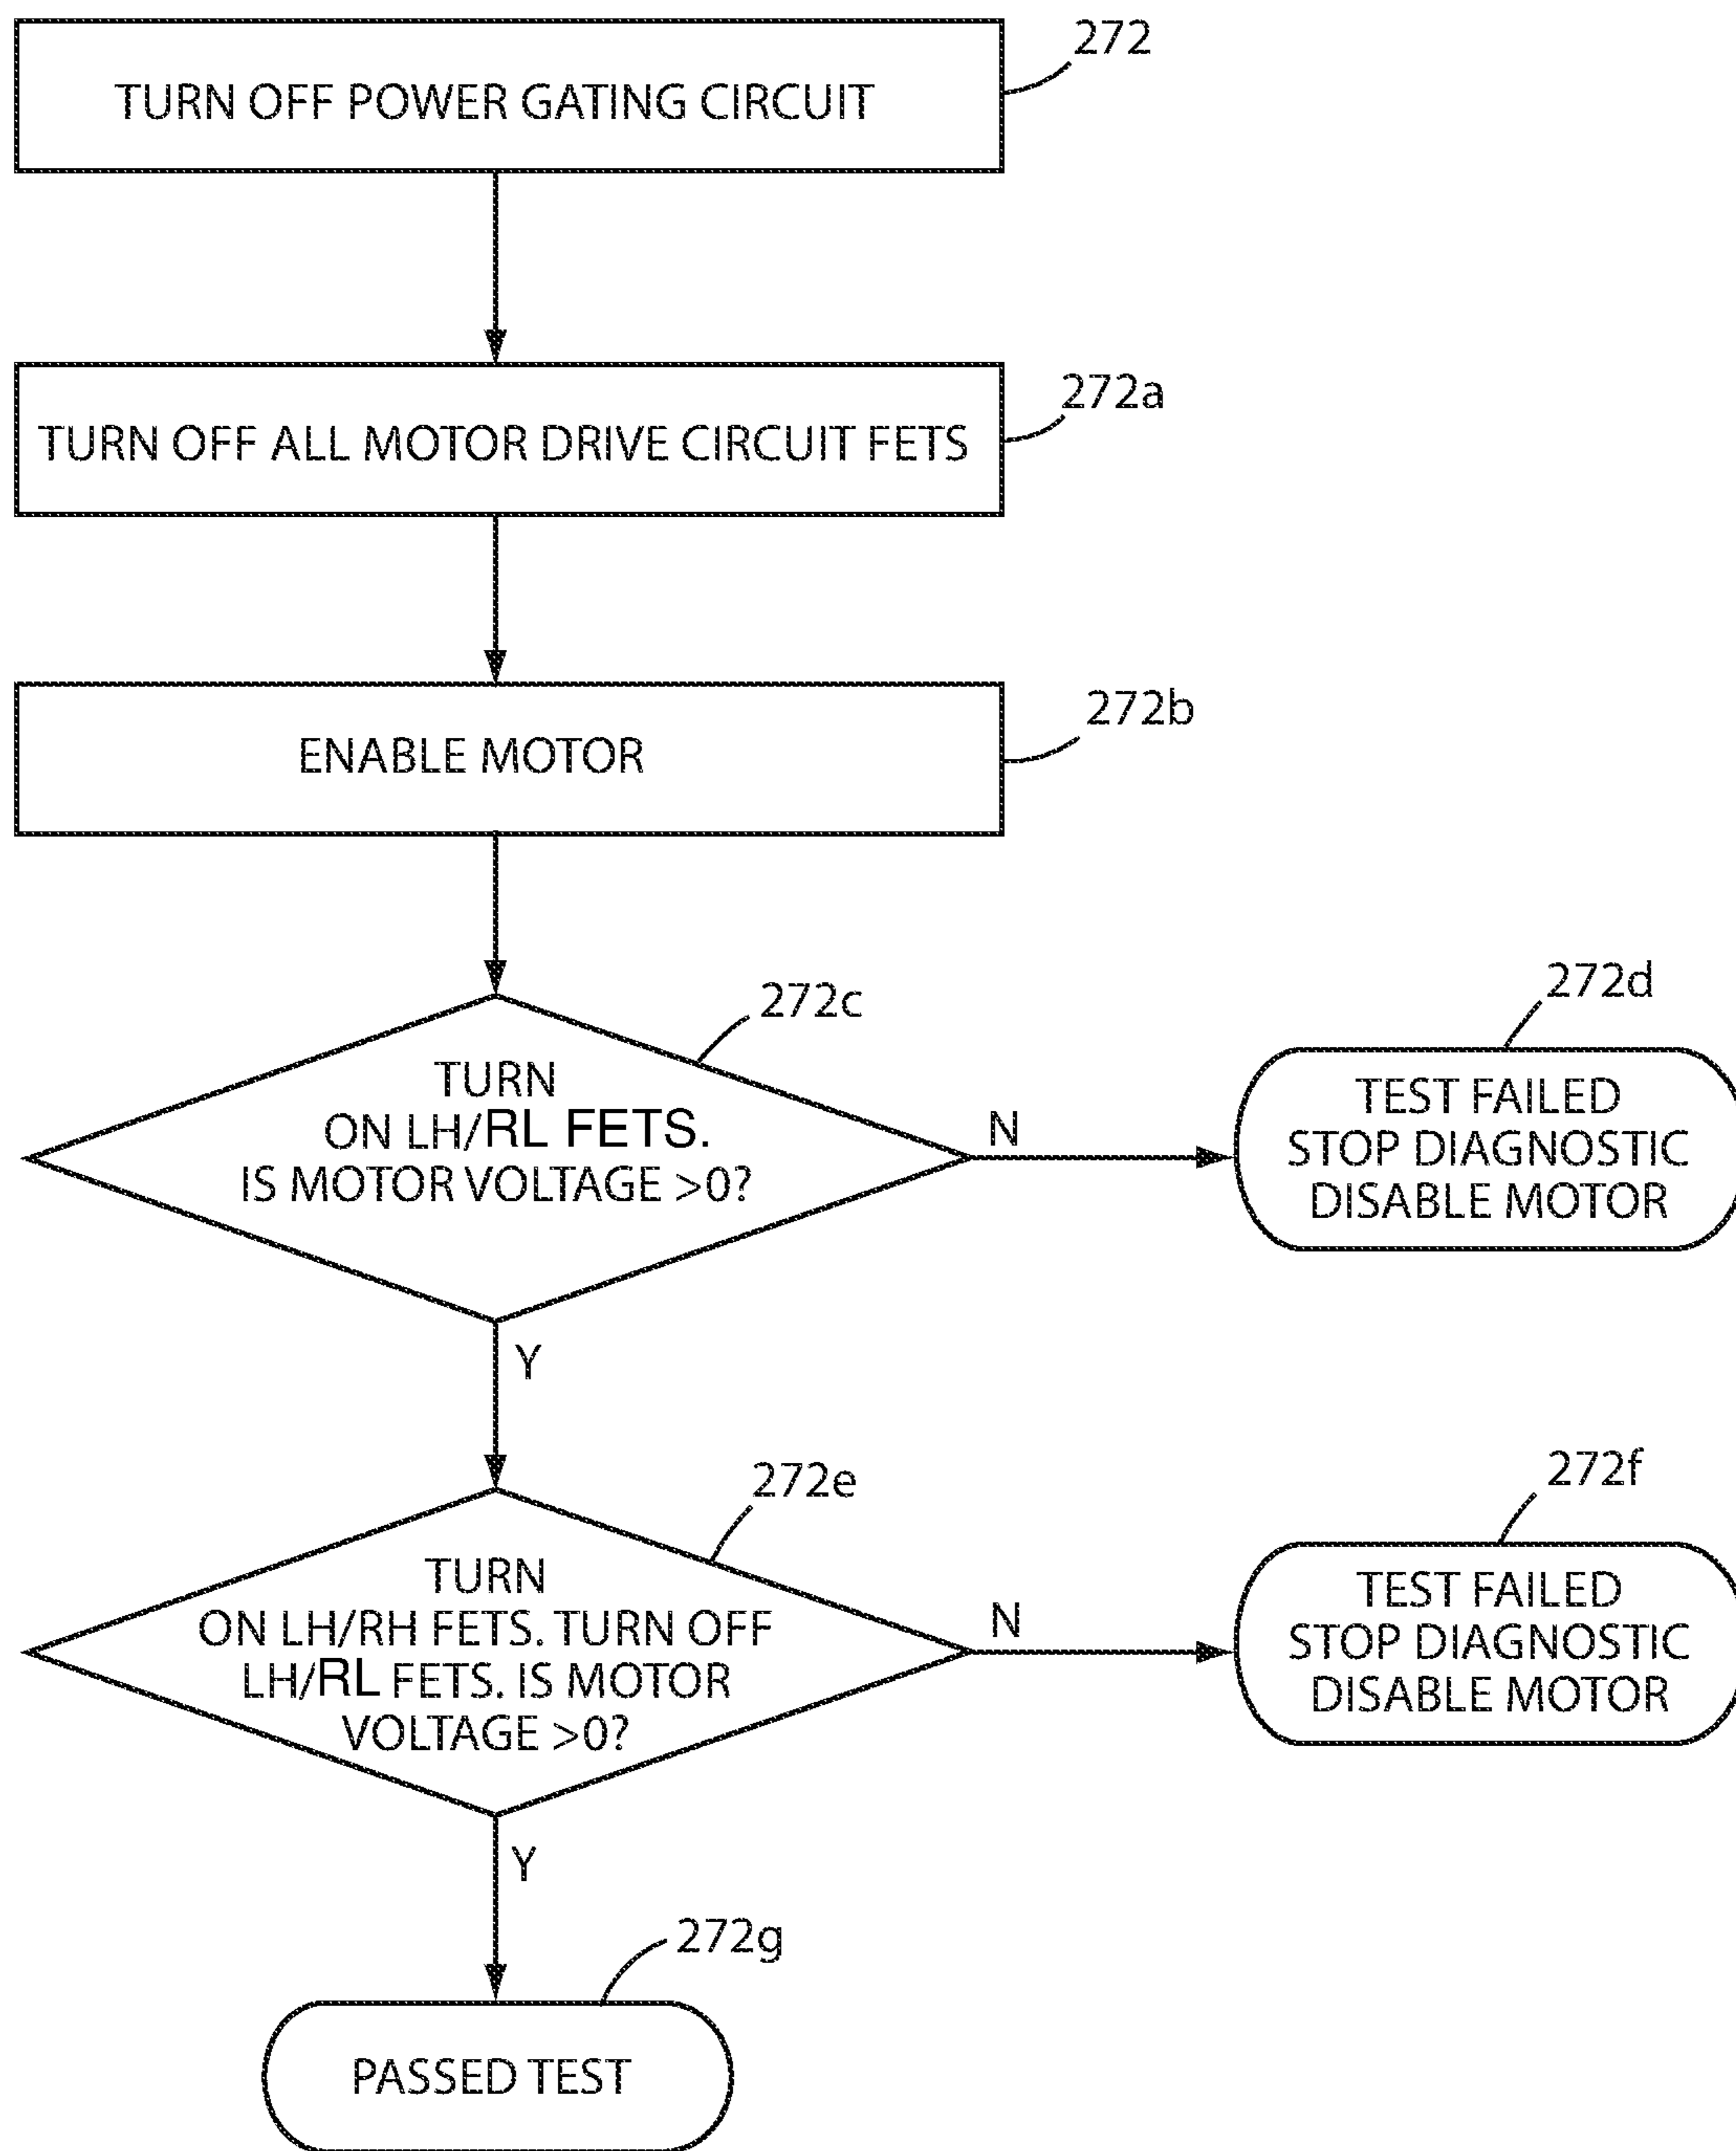 272
TURN OFF POWER GATING CIRCUIT
272a
TURN OFF ALL MOTOR DRIVE CIRCUIT FETS
272b
ENABLE MOTOR
272c
TURN
ON LH/RL FETS.
IS MOTOR VOLTAGE >0?
N
272d
TEST FAILED
STOP DIAGNOSTIC
DISABLE MOTOR
Y
272e
TURN
ON LH/RH FETS. TURN OFF
LH/RL FETS. IS MOTOR
VOLTAGE >0?
N
272f
TEST FAILED
STOP DIAGNOSTIC
DISABLE MOTOR
Y
272g
PASSED TEST